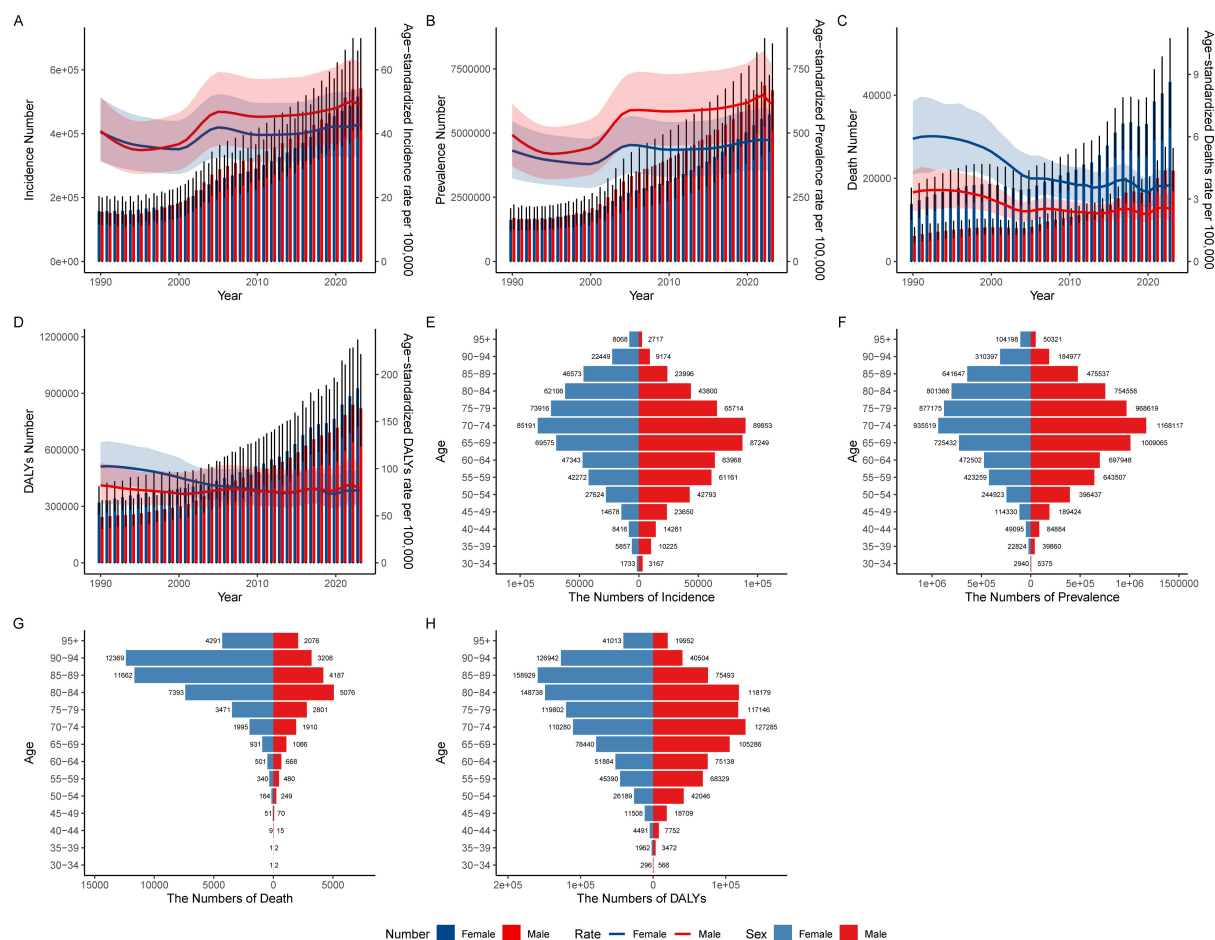 A
Incidence Number
6e+05
4e+05
2e+05
0e+00
60
40
20
0
Age−standardized Incidence rate per 100,000
1990
2000
2010
2020
Year
B
Prevalence Number
7500000
5000000
2500000
0
750
500
250
0
Age−standardized Prevalence rate per 100,000
1990
2000
2010
2020
Year
C
Death Number
40000
20000
0
9
6
3
0
Age−standardized Deaths rate per 100,000
1990
2000
2010
2020
Year
D
DALYs Number
1200000
900000
600000
300000
0
200
150
100
50
0
Age−standardized DALYs rate per 100,000
1990
2000
2010
2020
Year
E
Age
95+ 8068 2717
90−94 22449 9174
85−89 46573 23996
80−84 62106 43800
75−79 73916 65714
70−74 85191 89853
65−69 69575 87249
60−64 47343 63968
55−59 42272 61161
50−54 27624 42793
45−49 14678 23650
40−44 8416 14261
35−39 5857 10225
30−34 1733 3167
1e+05 50000 0 50000 1e+05
The Numbers of Incidence
F
Age
95+ 104198 50321
90−94 310397 184977
85−89 641647 475537
80−84 801366 754558
75−79 877175 968619
70−74 936519 1168117
65−69 725432 1009065
60−64 472502 697948
55−59 423259 643507
50−54 244923 396437
45−49 114330 189424
40−44 49095 84884
35−39 22824 39860
30−34 2940 5375
1e+06 5e+05 0 5e+05 1e+06 1500000
The Numbers of Prevalence
G
Age
95+ 4291 2076
90−94 12369 3208
85−89 11662 4187
80−84 7393 5076
75−79 3471 2801
70−74 1995 1910
65−69 931 1086
60−64 501 668
55−59 340 480
50−54 164 249
45−49 51 70
40−44 9 15
35−39 1 2
30−34 1 2
15000 10000 5000 0 5000
The Numbers of Death
H
Age
95+ 41013 19952
90−94 126942 40504
85−89 158929 75493
80−84 148738 118179
75−79 119802 117146
70−74 110280 127285
65−69 78440 105286
60−64 51884 75138
55−59 45390 68329
50−54 26189 42046
45−49 11508 18709
40−44 4491 7752
35−39 1962 3472
30−34 296 566
2e+05 1e+05 0 1e+05
The Numbers of DALYs
Number Female Male Rate Female Male Sex Female Male